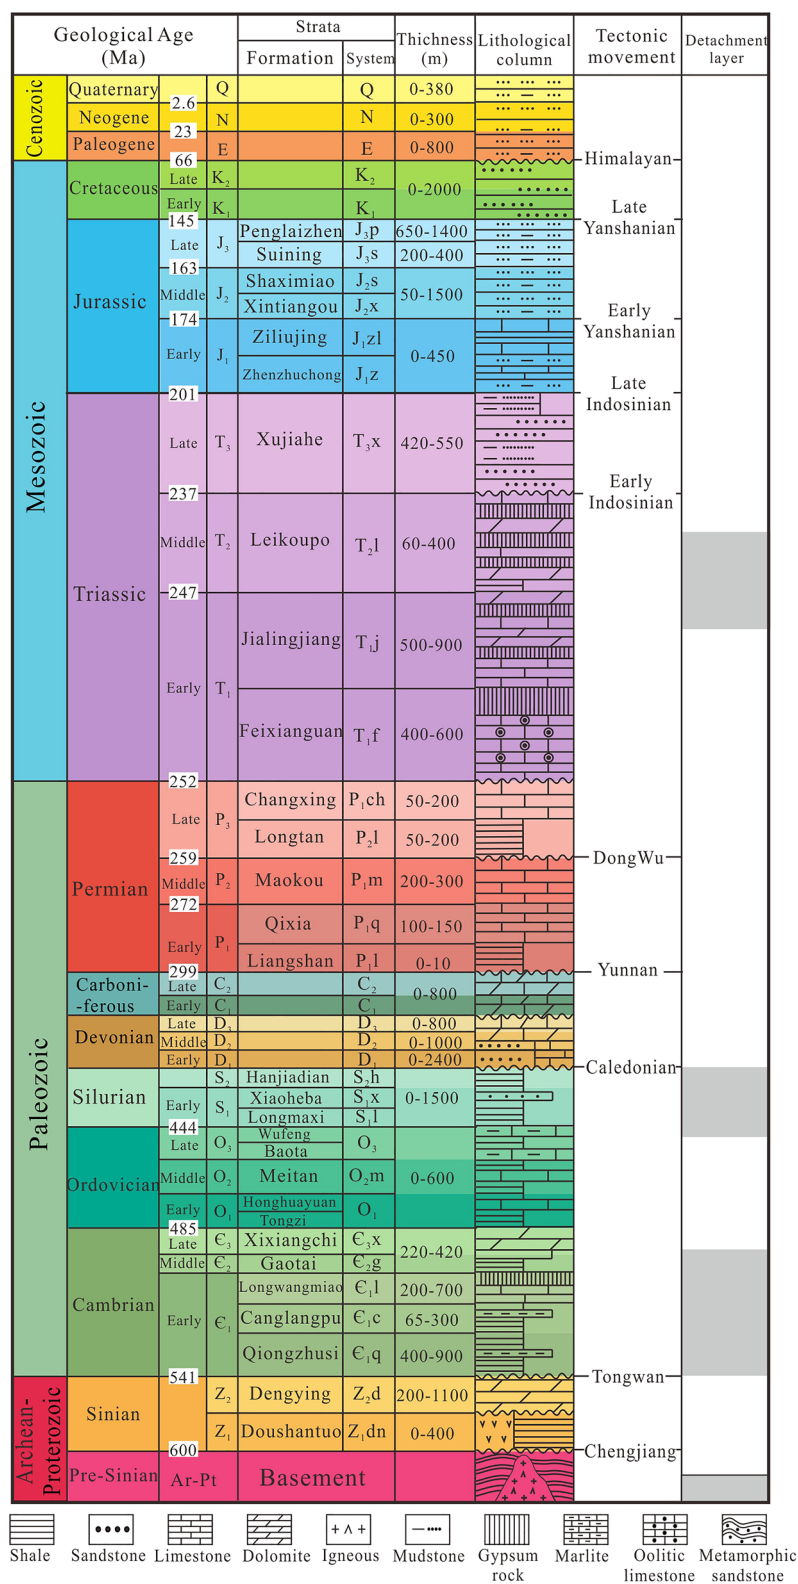 Geological Age
(Ma)
Strata
Formation
System
Thichness
(m)
Lithological
column
Tectonic
movement
Detachment
layer
Cenozoic
Quaternary
Q
Q
0-380
2.6
Neogene
N
N
0-300
23
Paleogene
E
E
0-800
66
Himalayan
Mesozoic
Cretaceous
Late
K2
K2
0-2000
Early
K1
K1
145
Late
Yanshanian
Jurassic
Late
J3
Penglaizhen
J3p
650-1400
Suining
J3s
200-400
163
Middle
J2
Shaximiao
J2s
50-1500
Xintiangou
J2x
174
Early
Yanshanian
Early
J1
Ziliujing
J1zl
0-450
Zhenzhuchong
J1z
201
Late
Indosinian
Triassic
Late
T3
Xujiahe
T3x
420-550
237
Early
Indosinian
Middle
T2
Leikoupo
T2l
60-400
247
Early
T1
Jialingjiang
T1j
500-900
Feixianguan
T1f
400-600
252
Paleozoic
Permian
Late
P3
Changxing
P1ch
50-200
Longtan
P2l
50-200
259
DongWu
Middle
P2
Maokou
P1m
200-300
272
Early
P1
Qixia
P1q
100-150
Liangshan
P1l
0-10
299
Yunnan
Carboni-
-ferous
Late
C2
C2
0-800
Early
C1
C1
Devonian
Late
D3
D3
0-800
Middle
D2
D2
0-1000
Early
D1
D1
0-2400
Caledonian
Silurian
S2
Hanjiadian
S2h
0-1500
Early
S1
Xiaoheba
S1x
Longmaxi
S1l
444
Ordovician
Late
O3
Wufeng
Baota
O3
Middle
O2
Meitan
O2m
0-600
Early
O1
Honghuayuan
Tongzi
O1
485
Cambrian
Late
Є3
Xixiangchi
Є3x
220-420
Middle
Є2
Gaotai
Є2g
Early
Є1
Longwangmiao
Є1l
200-700
Canglangpu
Є1c
65-300
Qiongzhusi
Є1q
400-900
541
Tongwan
Archean-
Proterozoic
Sinian
Z2
Dengying
Z2d
200-1100
Z1
Doushantuo
Z1dn
0-400
600
Chengjiang
Pre-Sinian
Ar-Pt
Basement
Shale
Sandstone
Limestone
Dolomite
Igneous
Mudstone
Gypsum
rock
Marlite
Oolitic
limestone
Metamorphic
sandstone